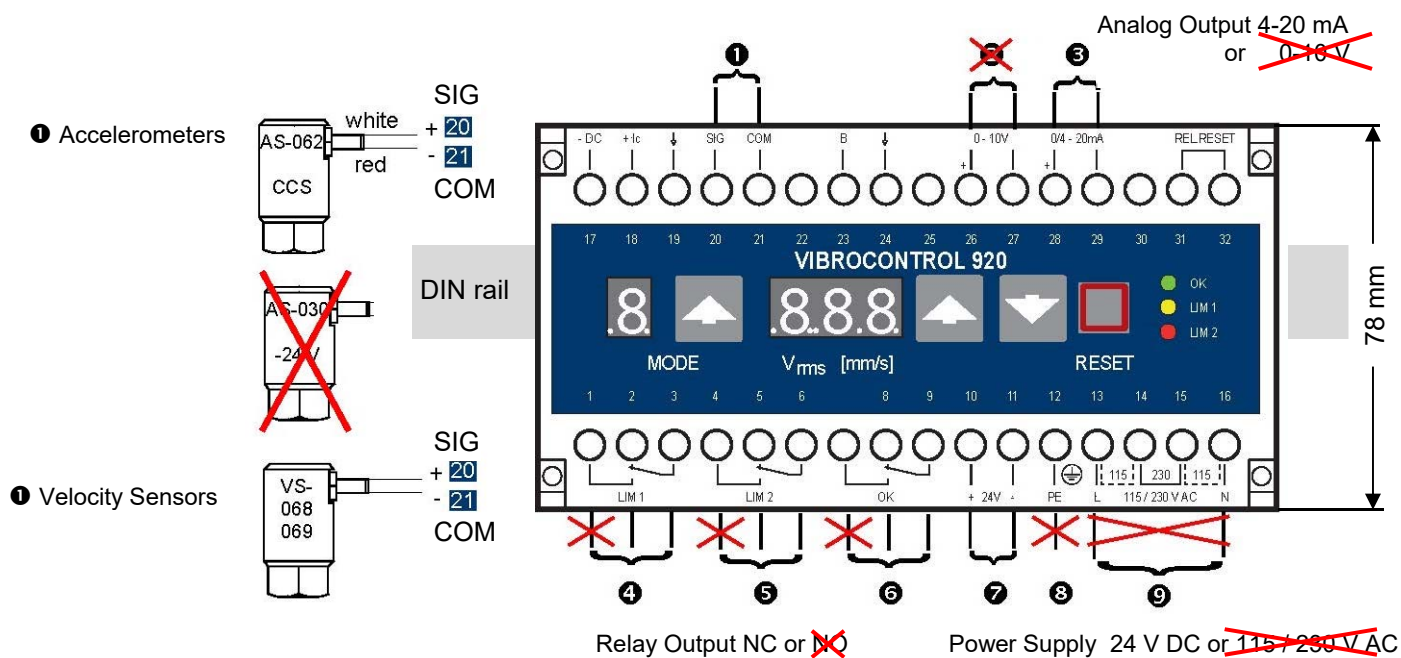 Analog Output 4-20 mA
or 0-10 V
❶ ❷ ❸
SIG
❶ Accelerometers
AS-062
CCS
white
red
+ 20
- 21
COM
- DC +Ic SIG COM B 0 - 10V 0/4 - 20mA REL.RESET
+ +
17 18 19 20 21 22 23 24 25 26 27 28 29 30 31 32
VIBROCONTROL 920
DIN rail
AS-030
-24 V
.8. .8.8.8.
OK
LIM 1
LIM 2
MODE Vrms [mm/s] RESET
78 mm
1 2 3 4 5 6 8 9 10 11 12 13 14 15 16
SIG
❶ Velocity Sensors
VS-
068
069
+ 20
- 21
COM
115 230 115
LIM 1 LIM 2 OK + 24V - PE L 115 / 230 V AC N
❹ ❺ ❻ ❼ ❽ ❾
Relay Output NC or NO
Power Supply 24 V DC or 115 / 230 V AC